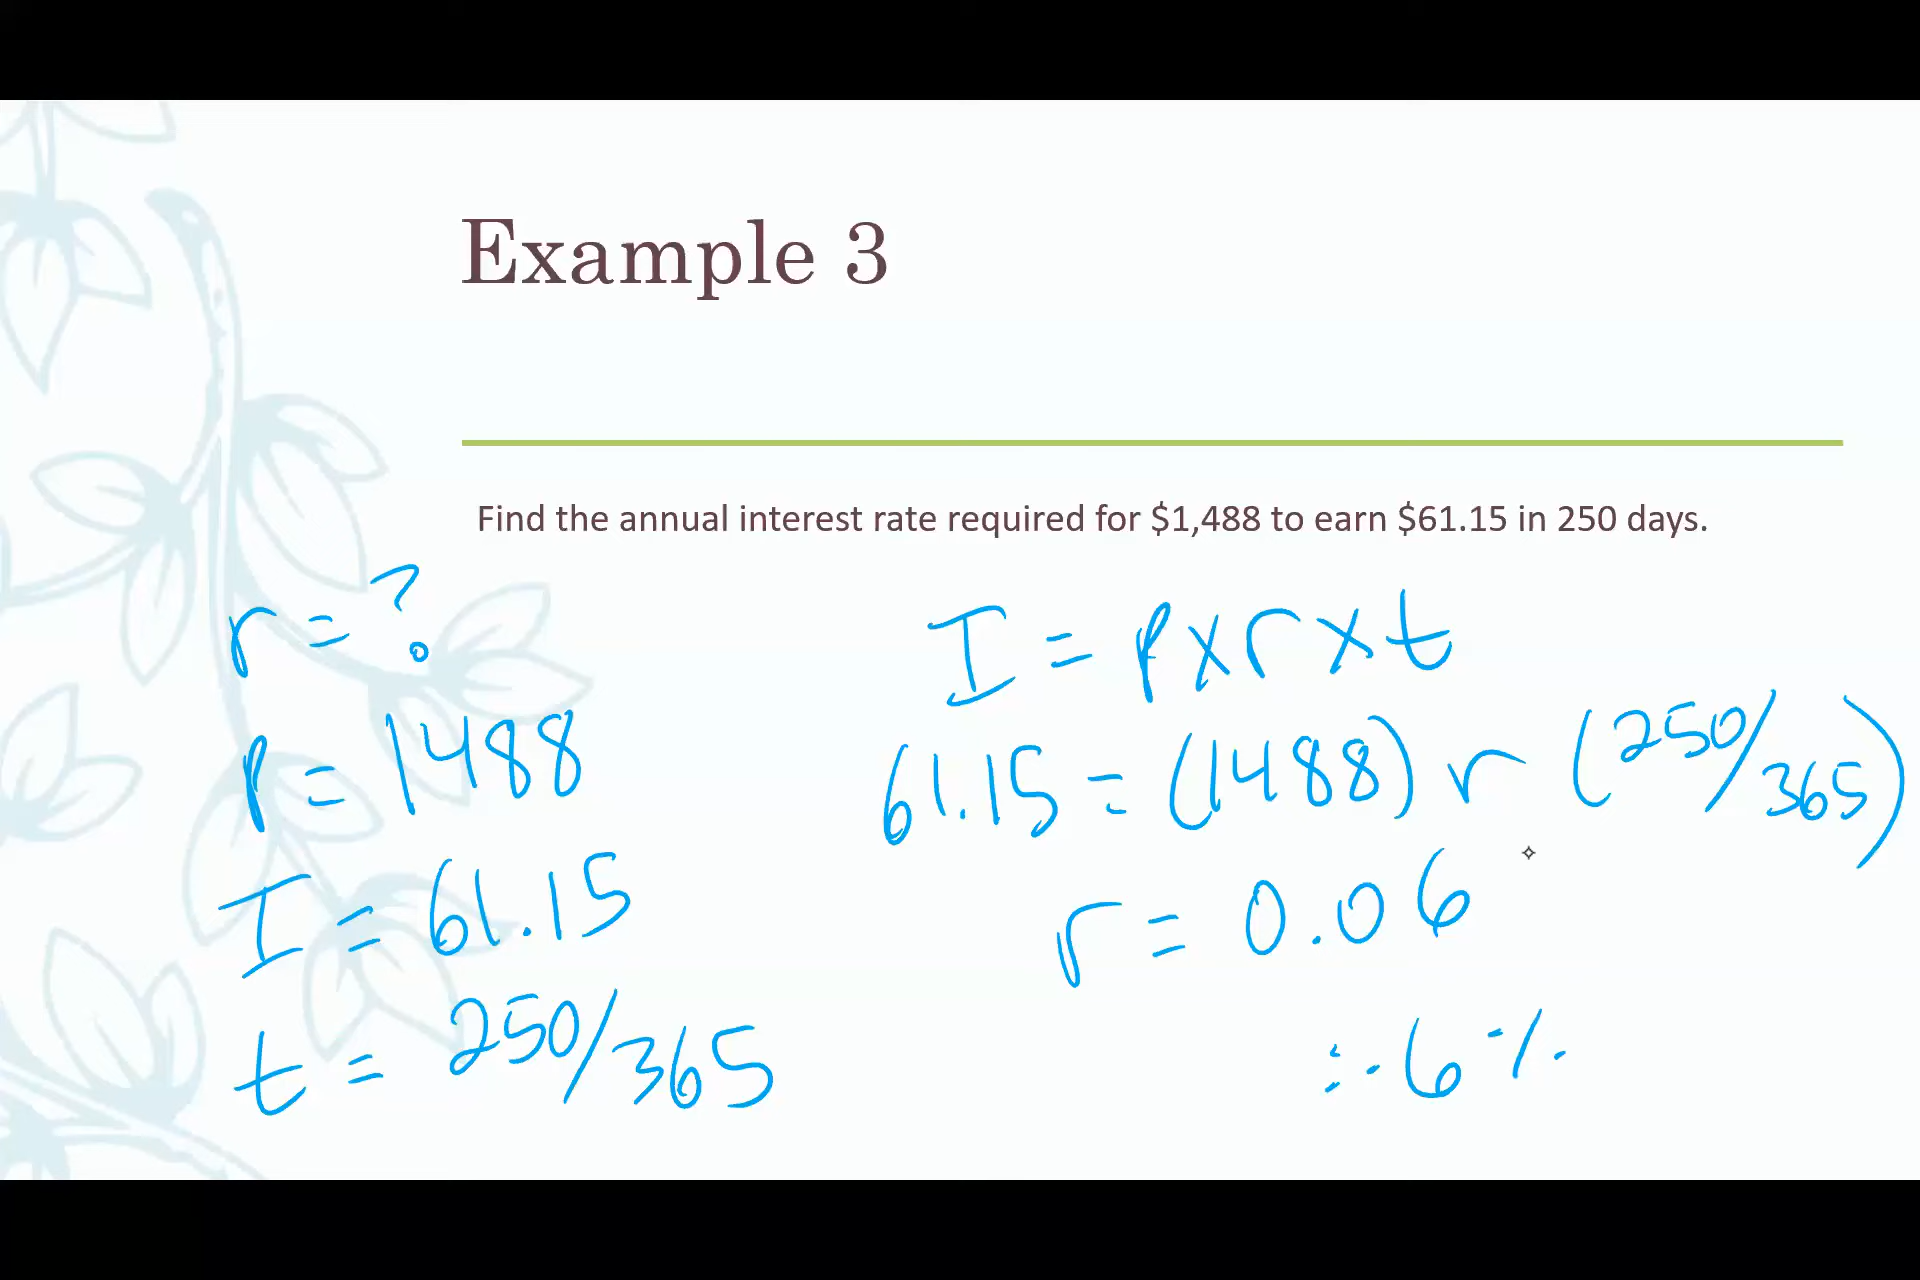 Example 3
Find the annual interest rate required for $1,488 to earn $61.15 in 250 days.
r = ?
P = 1488
I = 61.15
t = 250/365
I = P x r x t
61.15 = (1488) r (250/365)
r = 0.06
∴ 6%